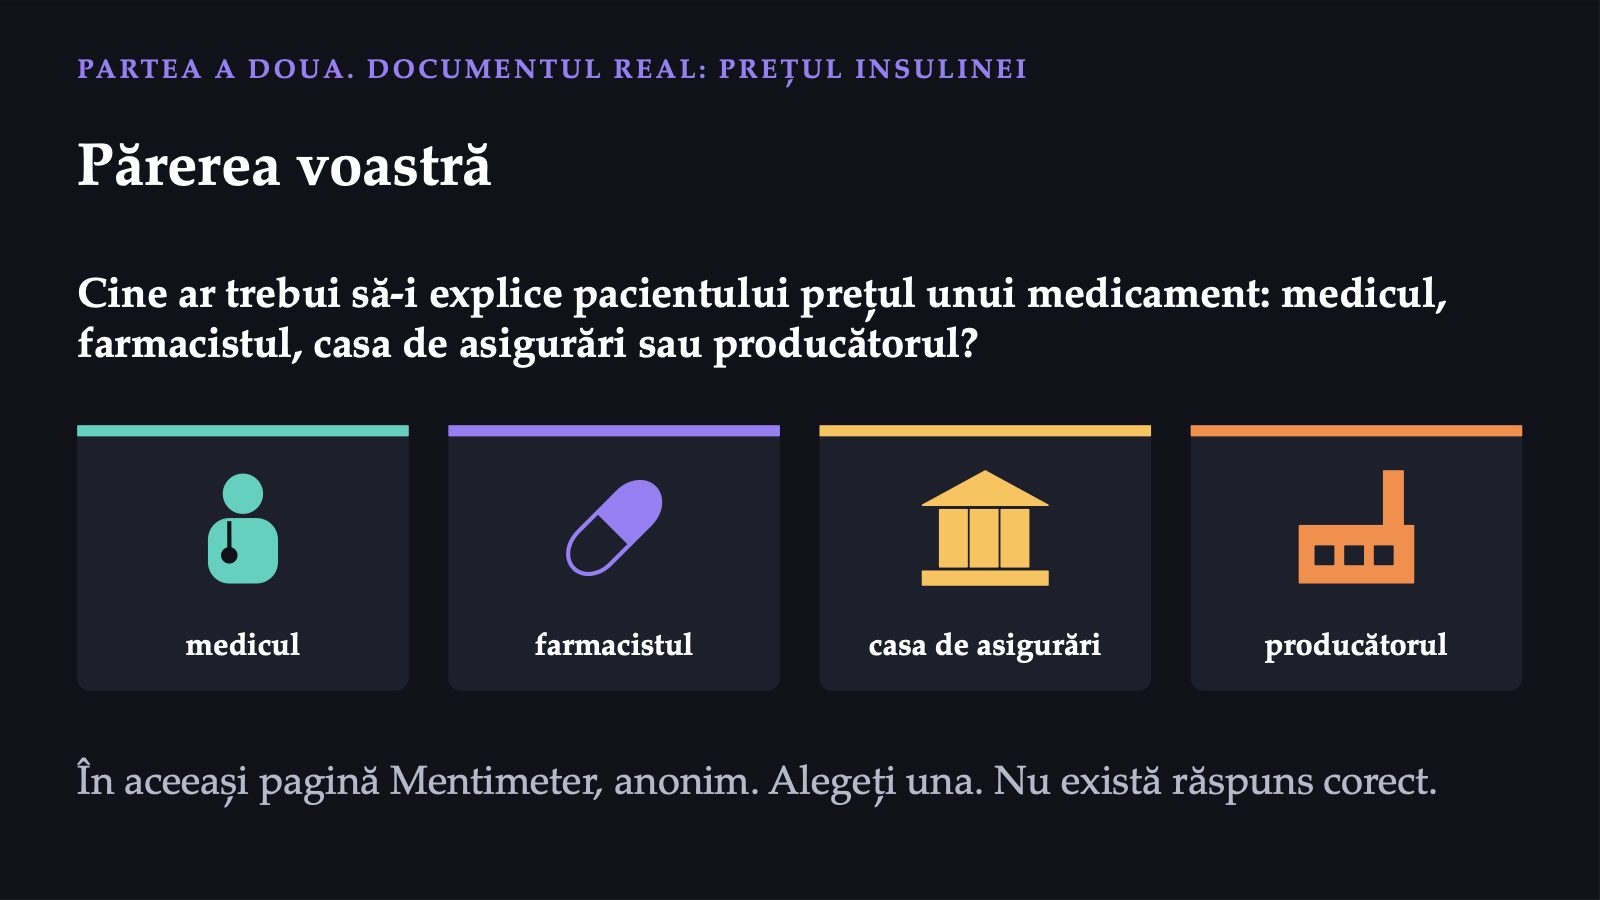 PARTEA A DOUA. DOCUMENTUL REAL: PREȚUL INSULINEI
Părerea voastră
Cine ar trebui să-i explice pacientului prețul unui medicament: medicul,
farmacistul, casa de asigurări sau producătorul?
medicul
farmacistul
casa de asigurări
producătorul
În aceeași pagină Mentimeter, anonim. Alegeți una. Nu există răspuns corect.